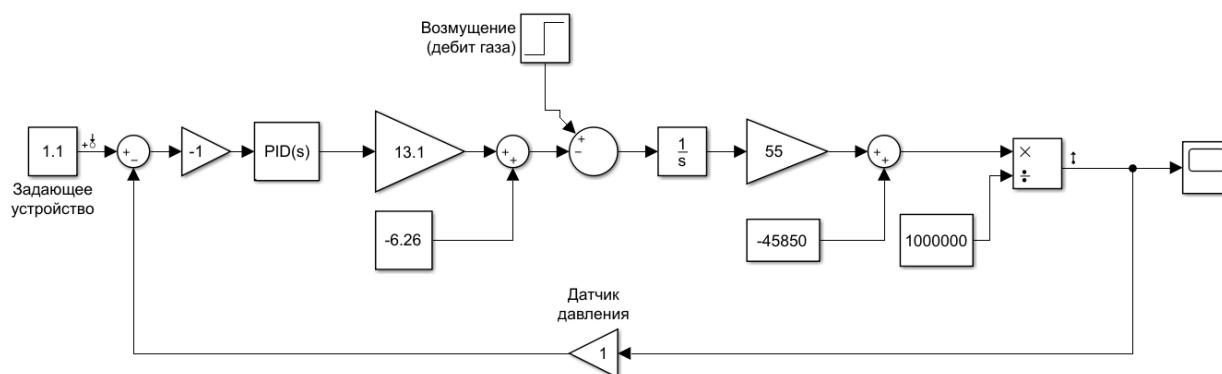 Возмущение
(дебит газа)
1.1
-1
PID(s)
13.1
1
s
55
Задающее
устройство
-6.26
-45850
1000000
Датчик
давления
1